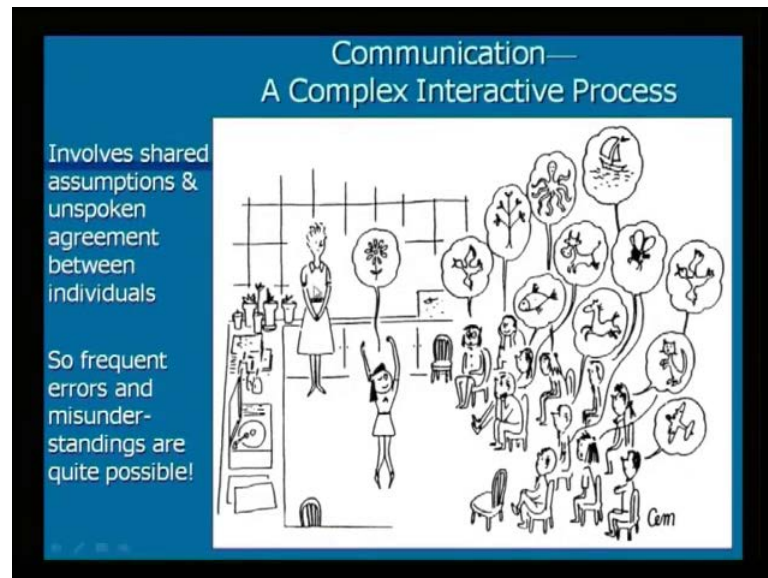 Communication—
A Complex Interactive Process
Involves shared
assumptions &
unspoken
agreement
between
individuals
So frequent
errors and
misunder-
standings are
quite possible!
Cem